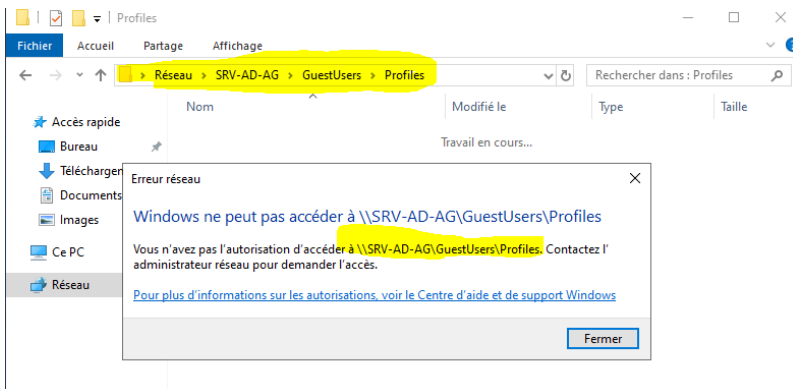 Profiles
Fichier Accueil Partage Affichage
Réseau > SRV-AD-AG > GuestUsers > Profiles
Rechercher dans : Profiles
Nom Modifié le Type Taille
Accès rapide
Bureau
Travail en cours...
Téléchargen
Documents
Images
Ce PC
Réseau
Erreur réseau
Windows ne peut pas accéder à \\SRV-AD-AG\GuestUsers\Profiles
Vous n'avez pas l'autorisation d'accéder à \\SRV-AD-AG\GuestUsers\Profiles. Contactez l'
administrateur réseau pour demander l'accès.
Pour plus d'informations sur les autorisations, voir le Centre d'aide et de support Windows
Fermer